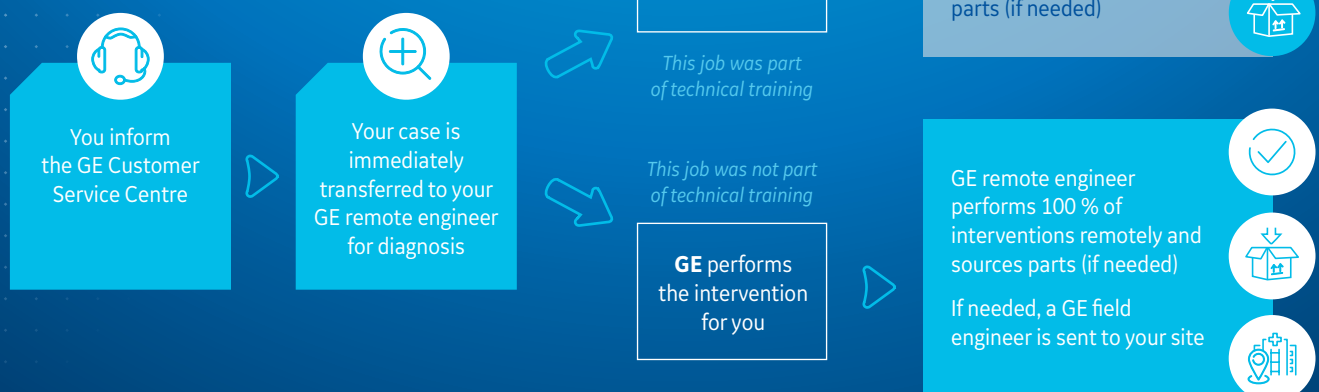 parts (if needed)
You inform
the GE Customer
Service Centre
Your case is
immediately
transferred to your
GE remote engineer
for diagnosis
This job was part
of technical training
This job was not part
of technical training
GE performs
the intervention
for you
GE remote engineer
performs 100 % of
interventions remotely and
sources parts (if needed)
If needed, a GE field
engineer is sent to your site